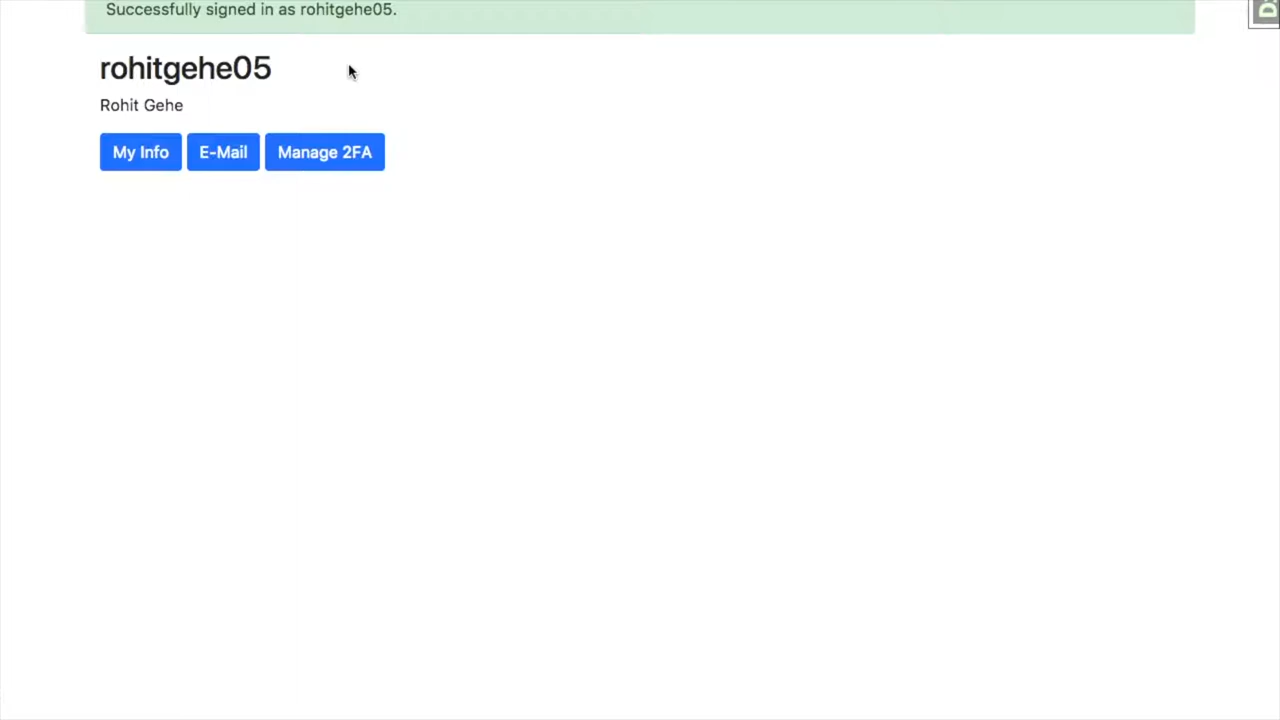 Successfully signed in as rohitgehe05.
rohitgehe05
Rohit Gehe
My Info
E-Mail
Manage 2FA